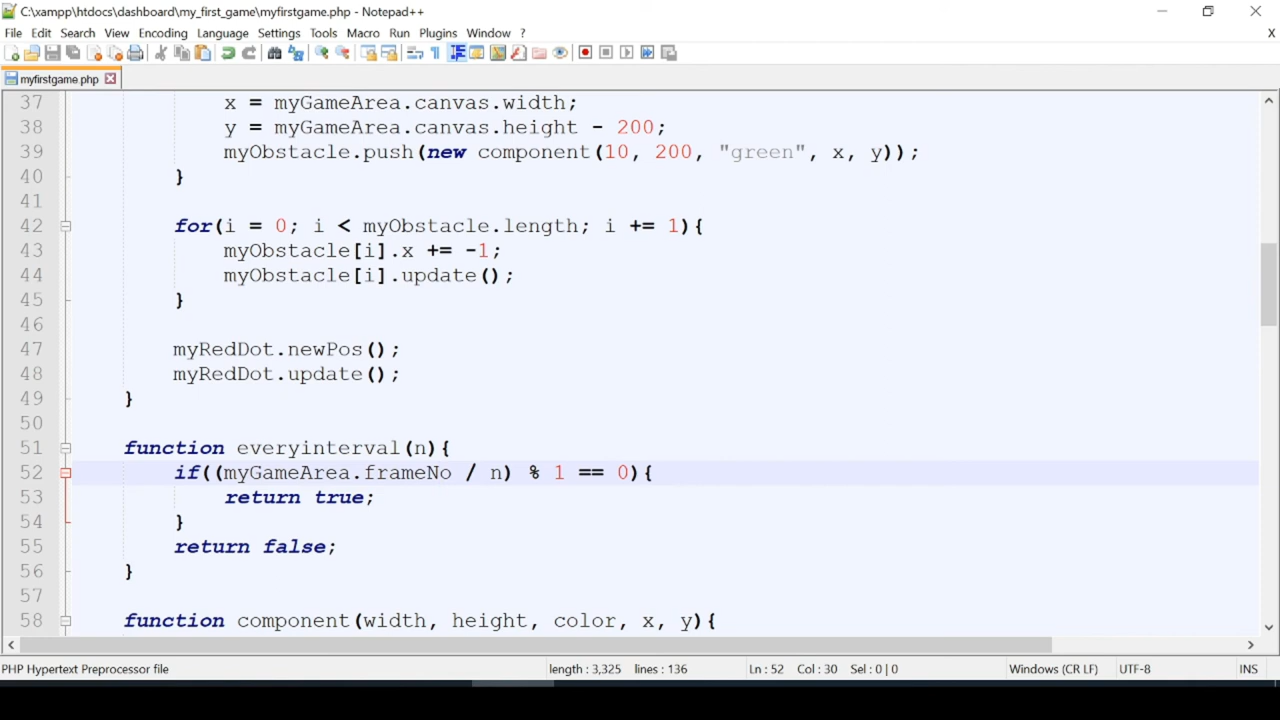 C:\xampp\htdocs\dashboard\my_first_game\myfirstgame.php - Notepad++
File Edit Search View Encoding Language Settings Tools Macro Run Plugins Window ? X
myfirstgame.php
37 x = myGameArea.canvas.width;
38 y = myGameArea.canvas.height - 200;
39 myObstacle.push(new component(10, 200, "green", x, y));
40 }
41
42 for(i = 0; i < myObstacle.length; i += 1){
43 myObstacle[i].x += -1;
44 myObstacle[i].update();
45 }
46
47 myRedDot.newPos();
48 myRedDot.update();
49 }
50
51 function everyinterval(n){
52 if((myGameArea.frameNo / n) % 1 == 0){
53 return true;
54 }
55 return false;
56 }
57
58 function component(width, height, color, x, y){
PHP Hypertext Preprocessor file length : 3,325 lines : 136 Ln : 52 Col : 30 Sel : 0 | 0 Windows (CR LF) UTF-8 INS